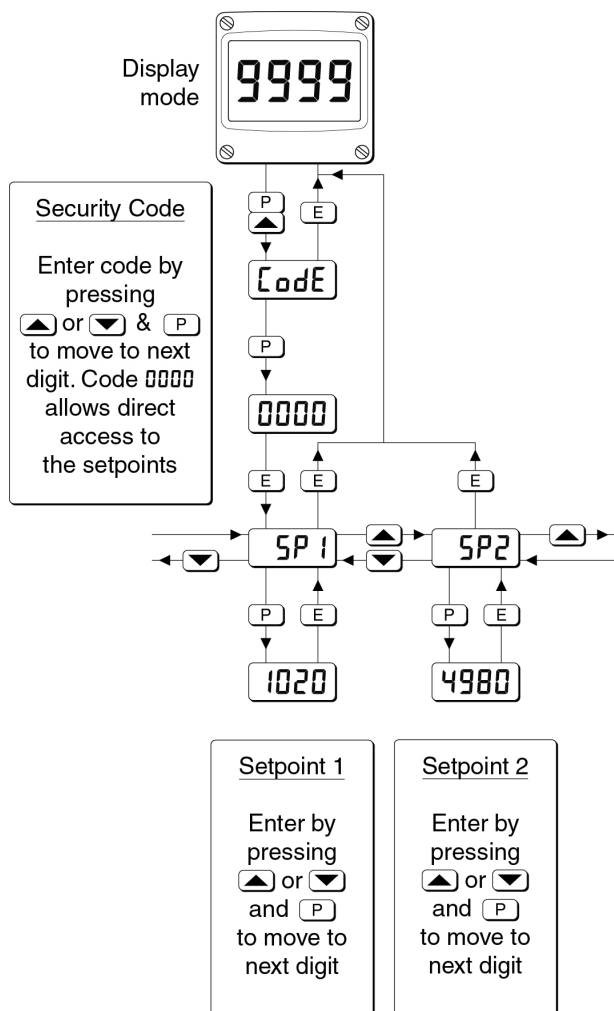 Display
mode
9999
Security Code
Enter code by
pressing
or & P
to move to next
digit. Code 0000
allows direct
access to
the setpoints
P
E
CodE
P
0000
E
E
E
SP1
SP2
P
E
P
E
1020
4980
Setpoint 1
Enter by
pressing
or
and P
to move to
next digit
Setpoint 2
Enter by
pressing
or
and P
to move to
next digit